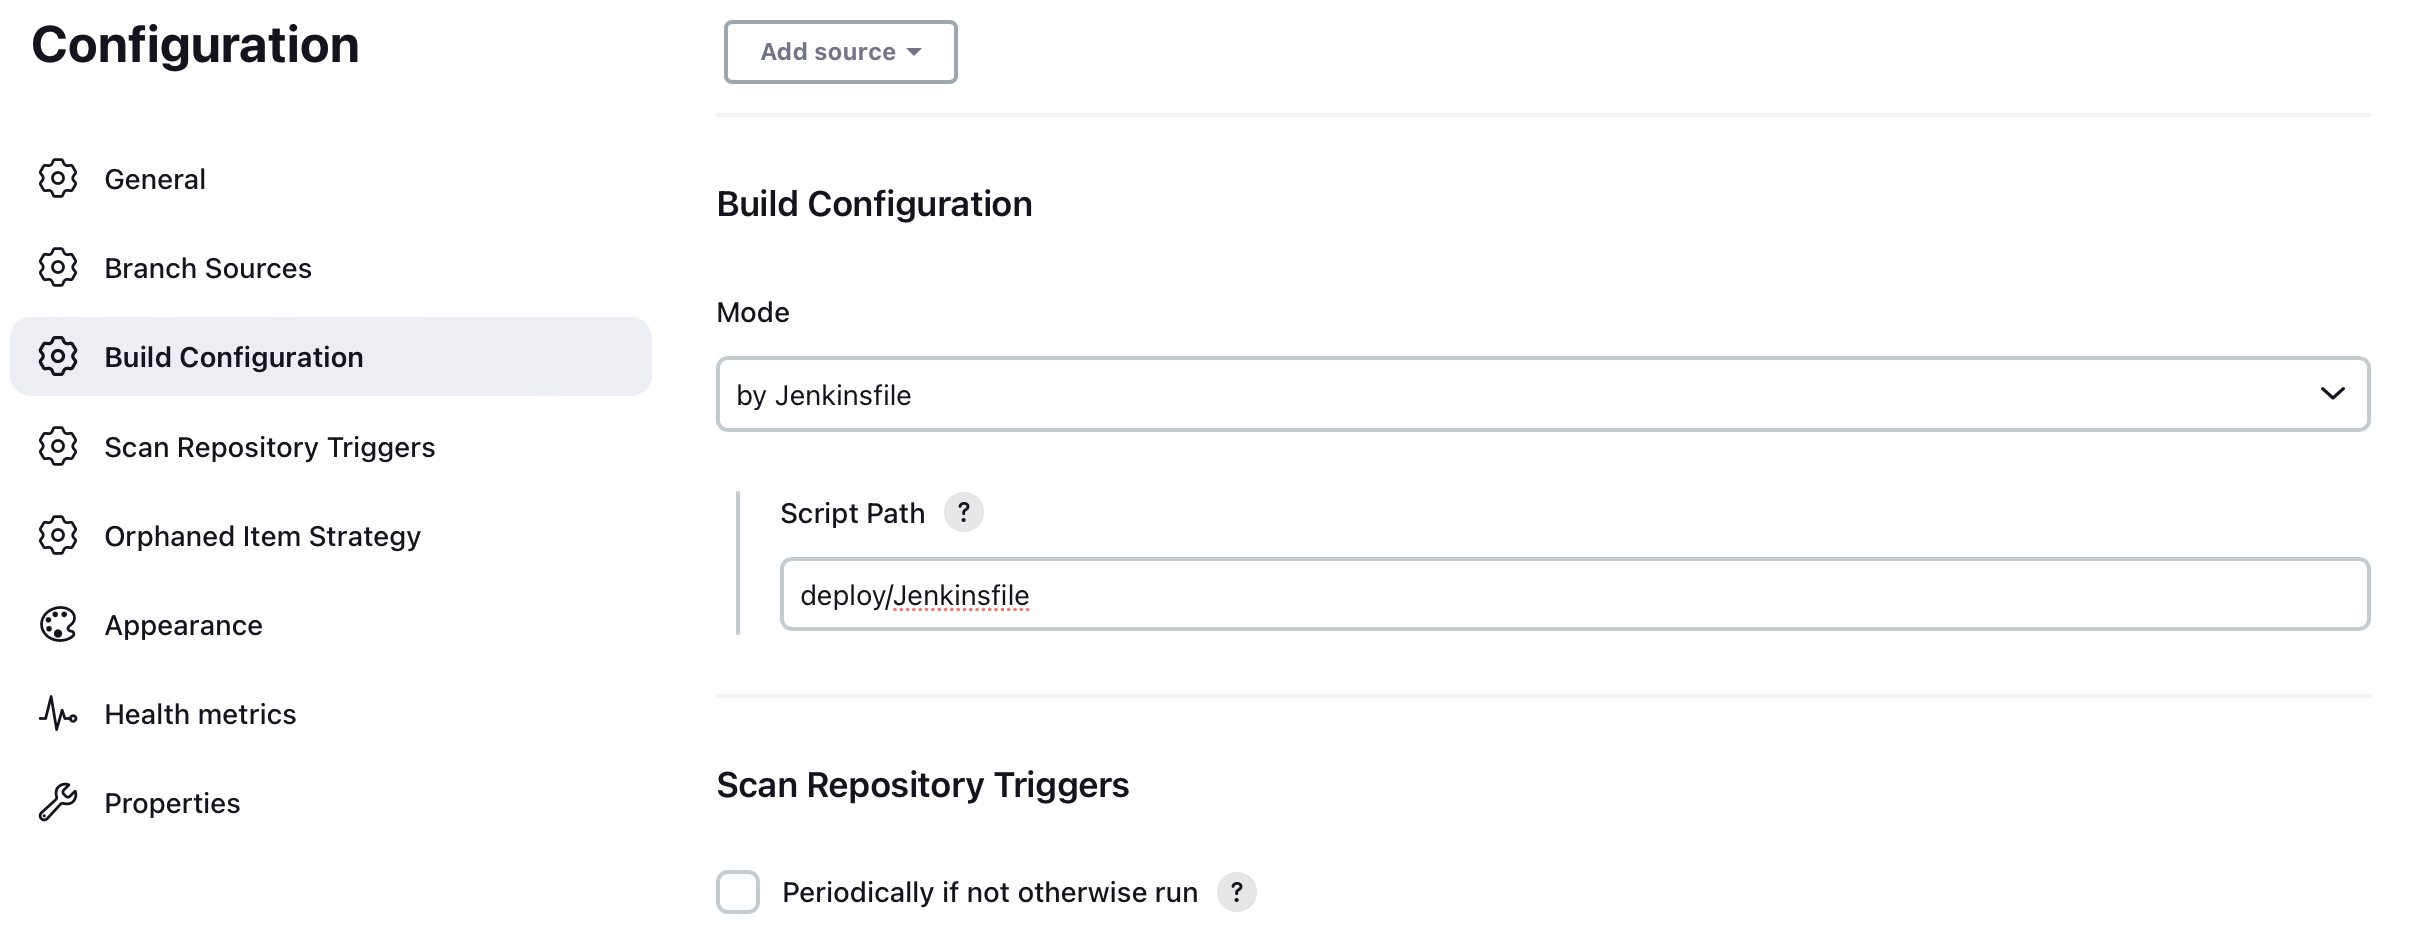 Configuration
General
Branch Sources
Build Configuration
Scan Repository Triggers
Orphaned Item Strategy
Appearance
Health metrics
Properties
Add source
Build Configuration
Mode
by Jenkinsfile
Script Path ?
deploy/Jenkinsfile
Scan Repository Triggers
Periodically if not otherwise run ?